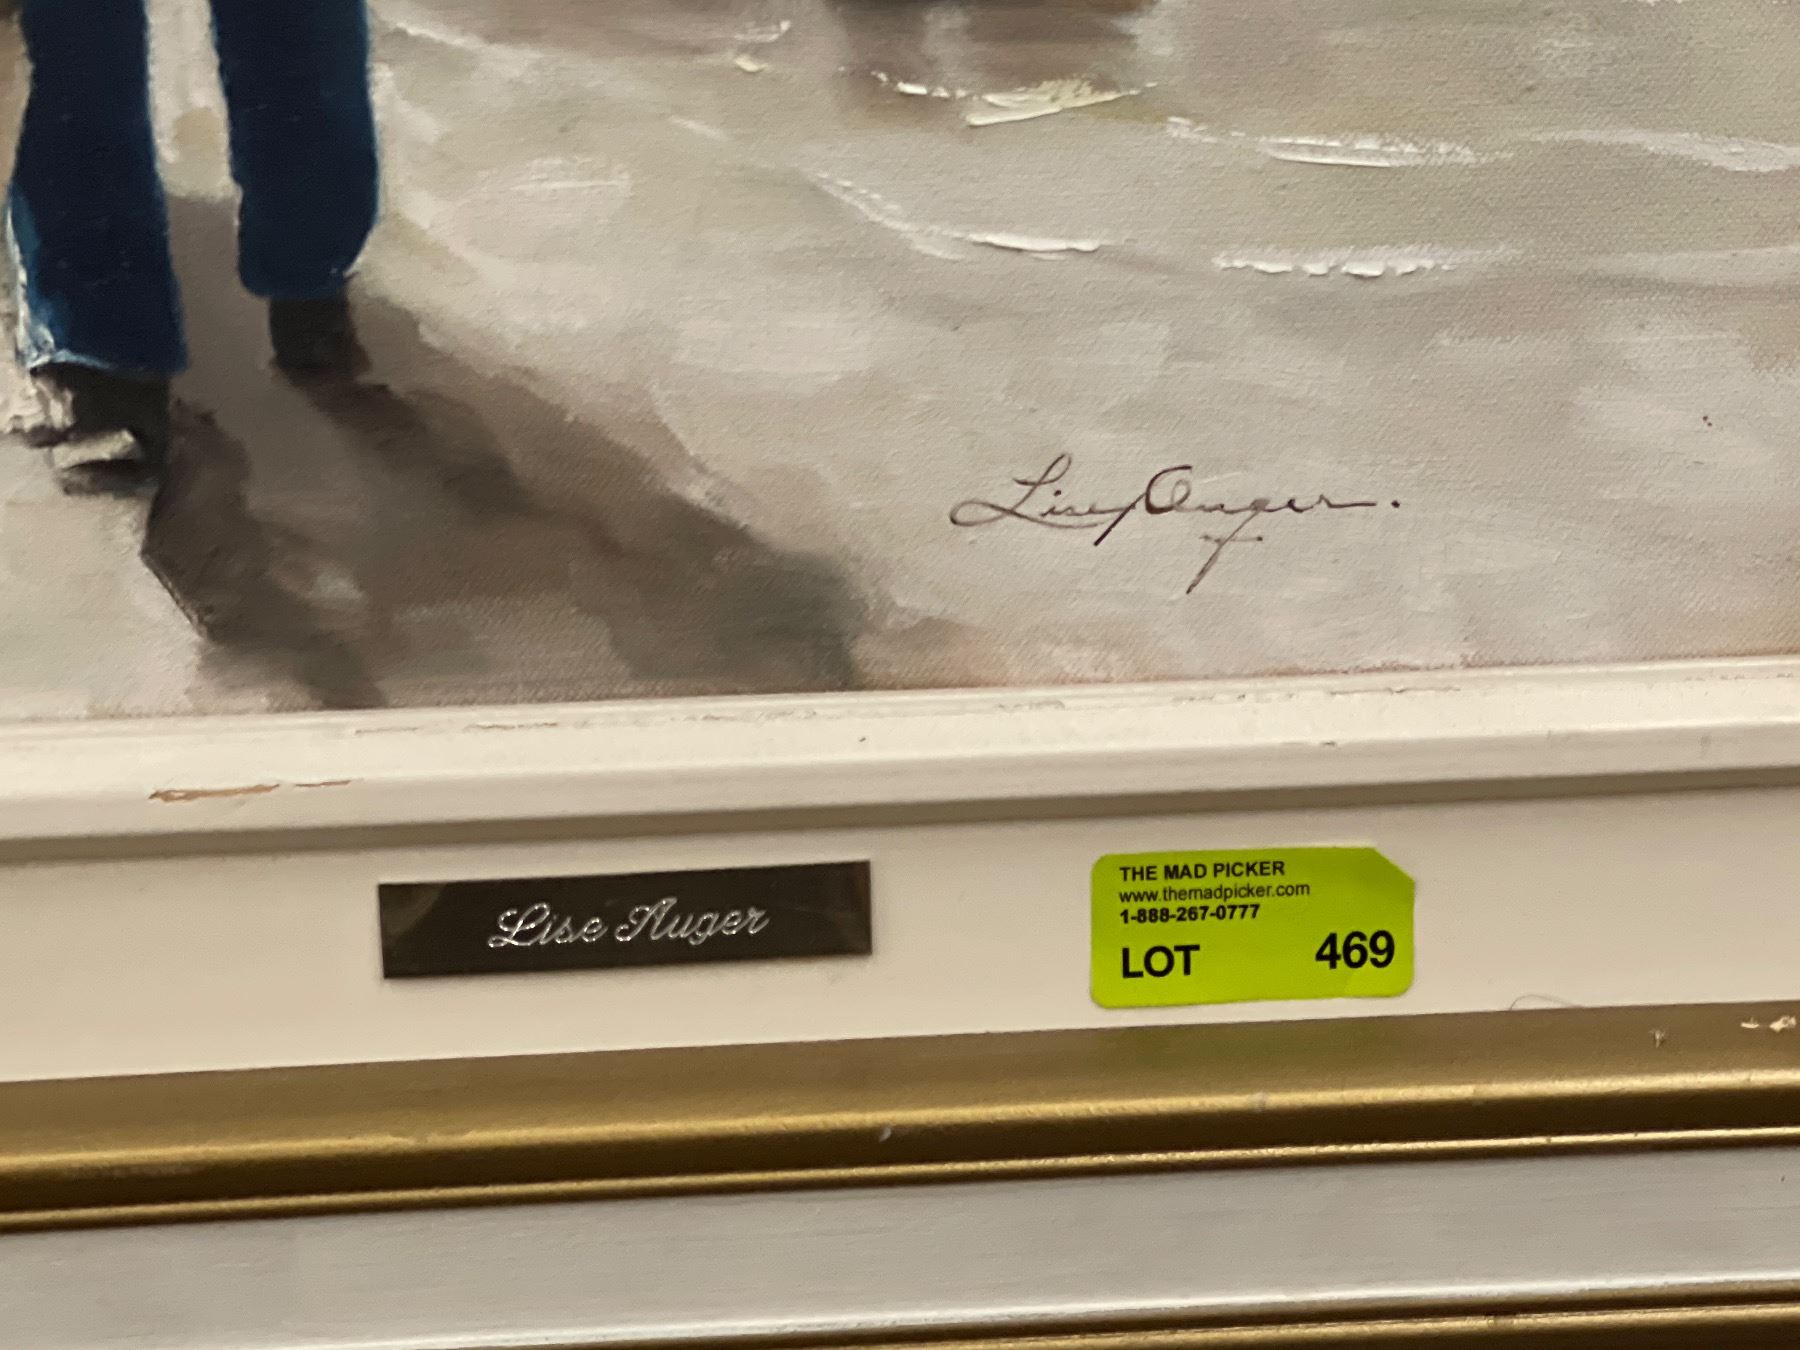 Lise Auger.
Lise Auger
THE MAD PICKER
www.themadpicker.com
1-888-267-0777
LOT 469